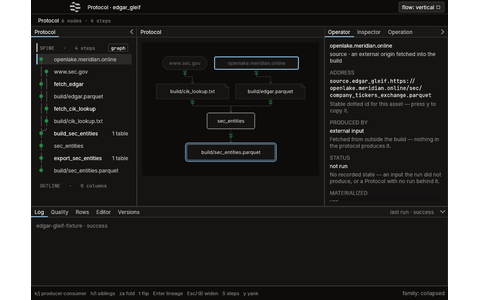 Protocol · edgar_gleif
flow: vertical
Protocol 6 nodes · 6 steps
Protocol
SPINE · 4 steps
graph
openlake.meridian.online
www.sec.gov
fetch_edgar
build/edgar.parquet
fetch_cik_lookup
build/cik_lookup.txt
build_sec_entities 1 table
sec_entities
export_sec_entities 1 table
build/sec_entities.parquet
OUTLINE · 0 columns
Protocol
www.sec.gov
openlake.meridian.online
build/cik_lookup.txt
build/edgar.parquet
sec_entities
build/sec_entities.parquet
Operator Inspector Operation
openlake.meridian.online
source · an external origin fetched into the
build
ADDRESS
source.edgar_gleif.https://
openlake.meridian.online/sec/
company_tickers_exchange.parquet
Stable dotted id for this asset — press y to
copy it.
PRODUCED BY
external input
Fetched from outside the build — nothing in
the protocol produces it.
STATUS
not run
No recorded state — an input the run did not
produce, or a Protocol with no run behind it.
MATERIALIZED
Log Quality Rows Editor Versions
last run · success
edgar-gleif-fixture · success
k/j producer-consumer h/l siblings za fold t flip Enter lineage Esc/⌫ widen S steps y yank
family: collapsed